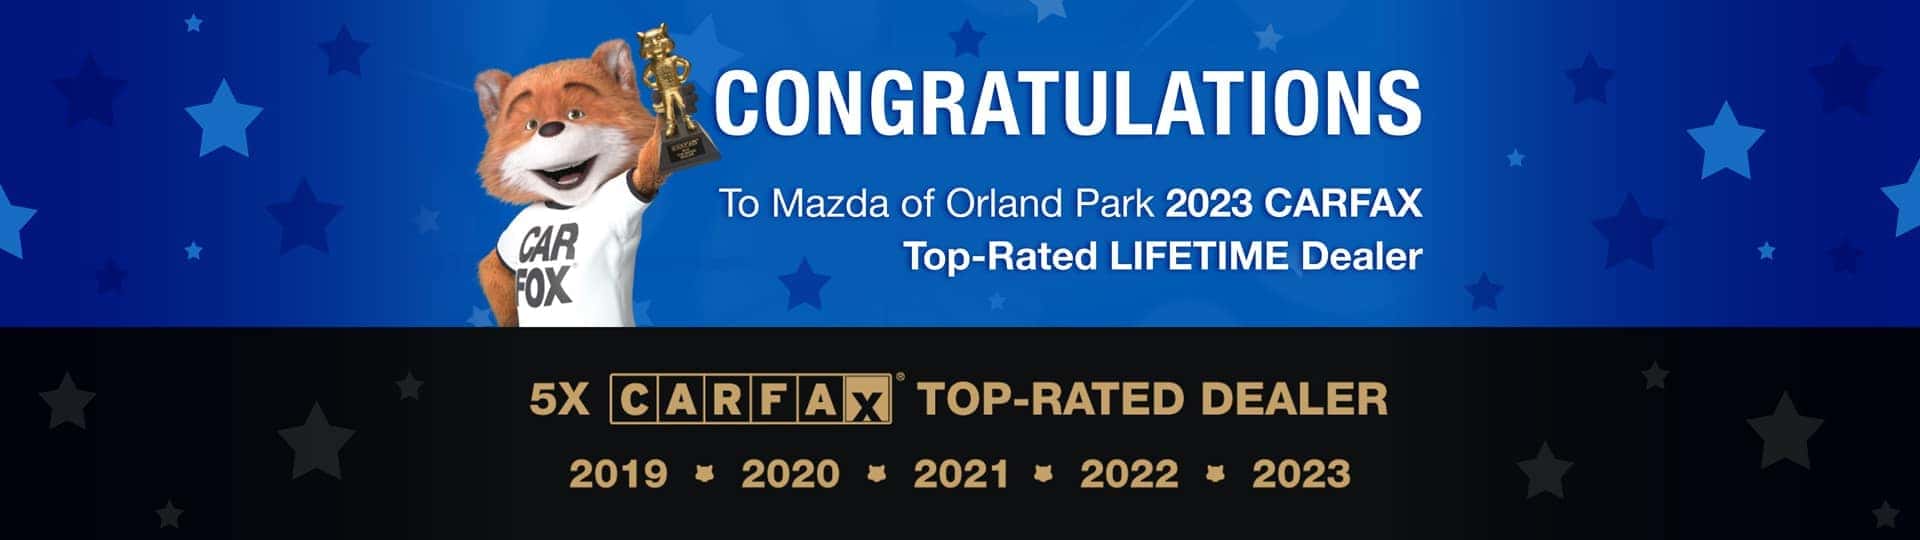 CONGRATULATIONS
To Mazda of Orland Park 2023 CARFAX
Top-Rated LIFETIME Dealer
CAR
FOX
5X CARFAX® TOP-RATED DEALER
2019 2020 2021 2022 2023